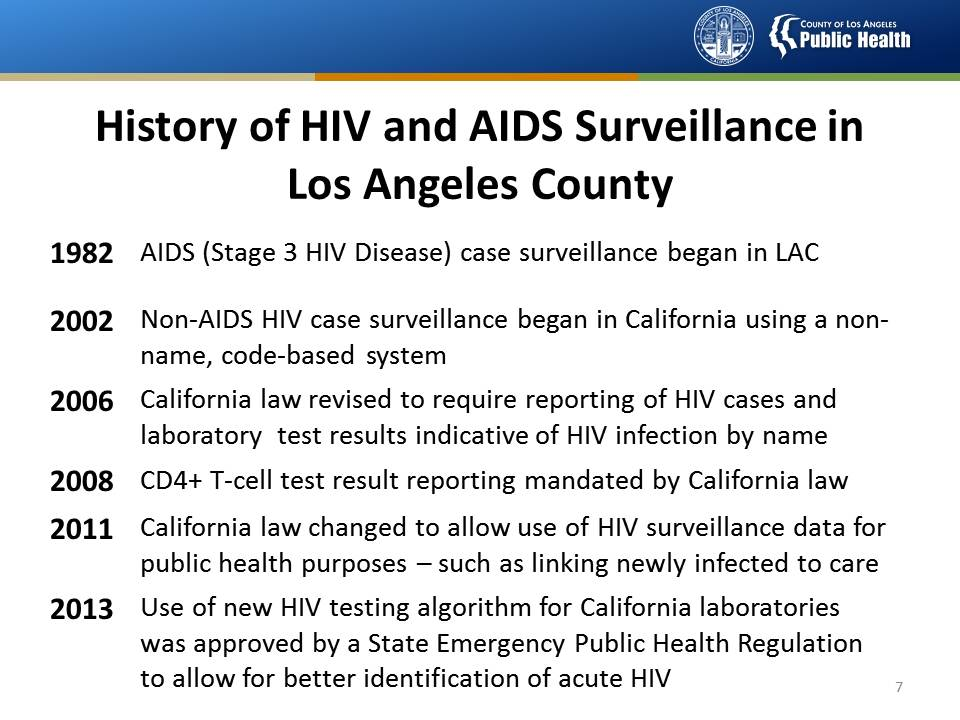 COUNTY OF LOS ANGELES
Public Health
History of HIV and AIDS Surveillance in
Los Angeles County
1982 AIDS (Stage 3 HIV Disease) case surveillance began in LAC
2002 Non-AIDS HIV case surveillance began in California using a non-
name, code-based system
2006 California law revised to require reporting of HIV cases and
laboratory test results indicative of HIV infection by name
2008 CD4+ T-cell test result reporting mandated by California law
2011 California law changed to allow use of HIV surveillance data for
public health purposes – such as linking newly infected to care
2013 Use of new HIV testing algorithm for California laboratories
was approved by a State Emergency Public Health Regulation
to allow for better identification of acute HIV
7